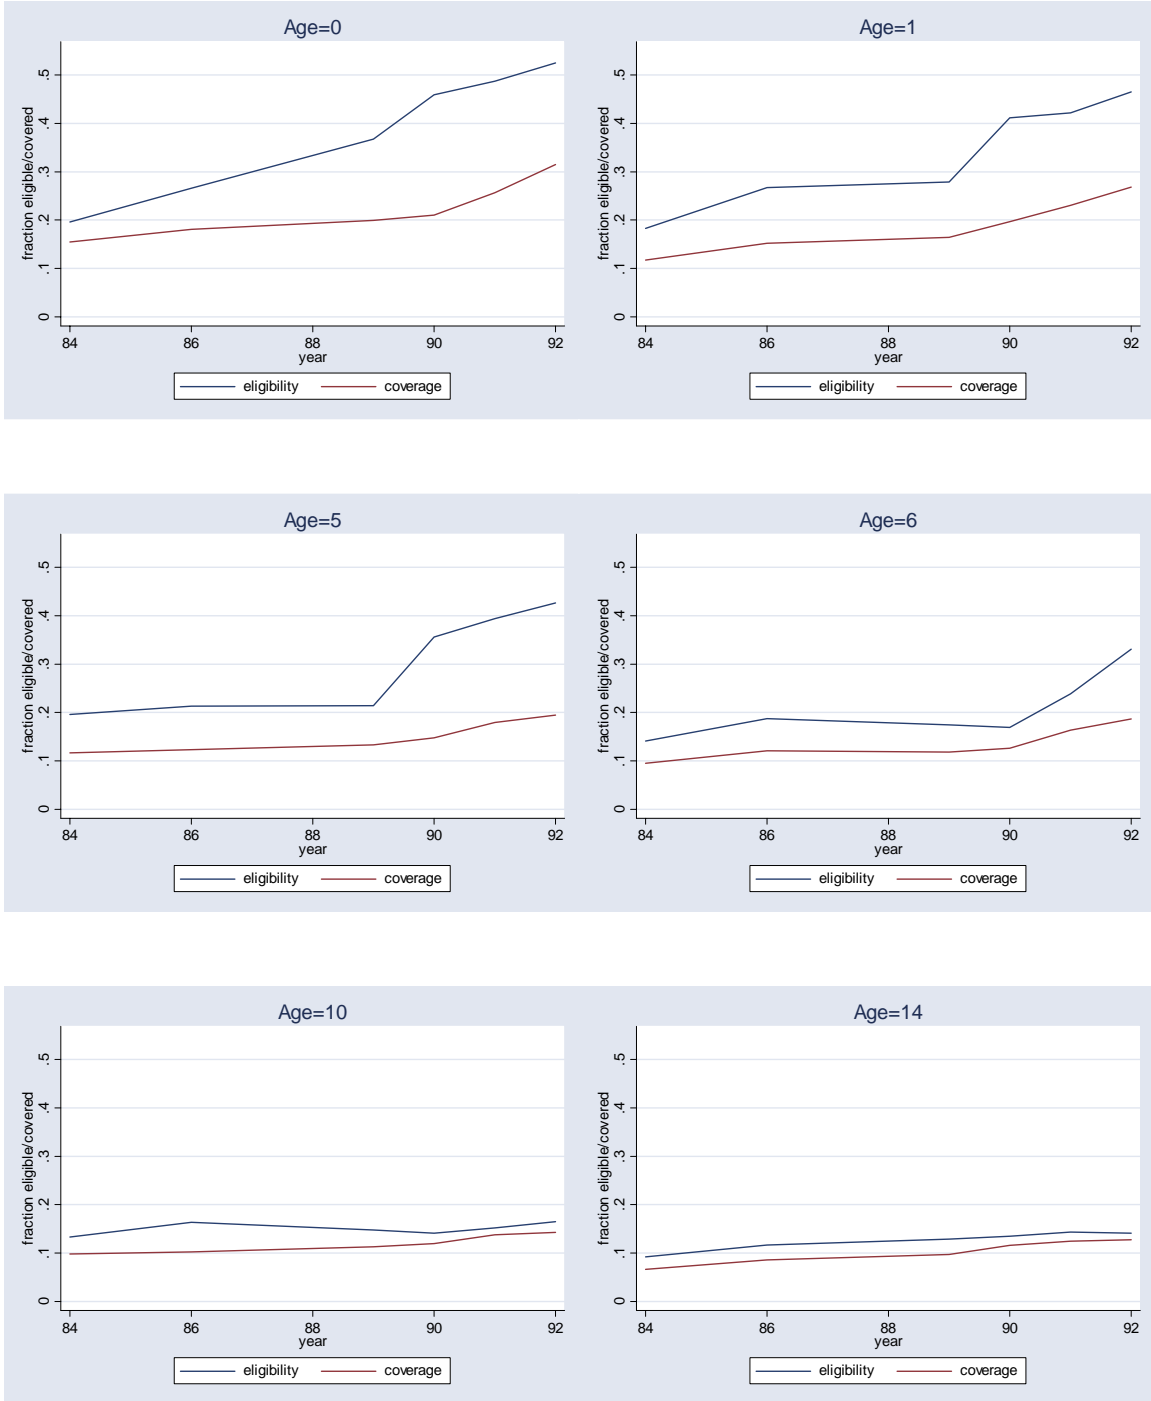 Age=0
fraction eligible/covered
.5
.4
.3
.2
.1
0
84 86 88 90 92
year
eligibility coverage
Age=1
fraction eligible/covered
.5
.4
.3
.2
.1
0
84 86 88 90 92
year
eligibility coverage
Age=5
fraction eligible/covered
.5
.4
.3
.2
.1
0
84 86 88 90 92
year
eligibility coverage
Age=6
fraction eligible/covered
.5
.4
.3
.2
.1
0
84 86 88 90 92
year
eligibility coverage
Age=10
fraction eligible/covered
.5
.4
.3
.2
.1
0
84 86 88 90 92
year
eligibility coverage
Age=14
fraction eligible/covered
.5
.4
.3
.2
.1
0
84 86 88 90 92
year
eligibility coverage